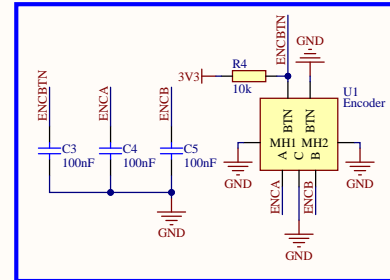 ENCBTN
GND
R4
3V3
10k
U1
Encoder
ENCBTN
ENCA
ENCB
BTN
BTN
C3
100nF
C4
100nF
C5
100nF
MH1
MH2
A
C
B
GND
GND
ENCA
ENCB
GND
GND